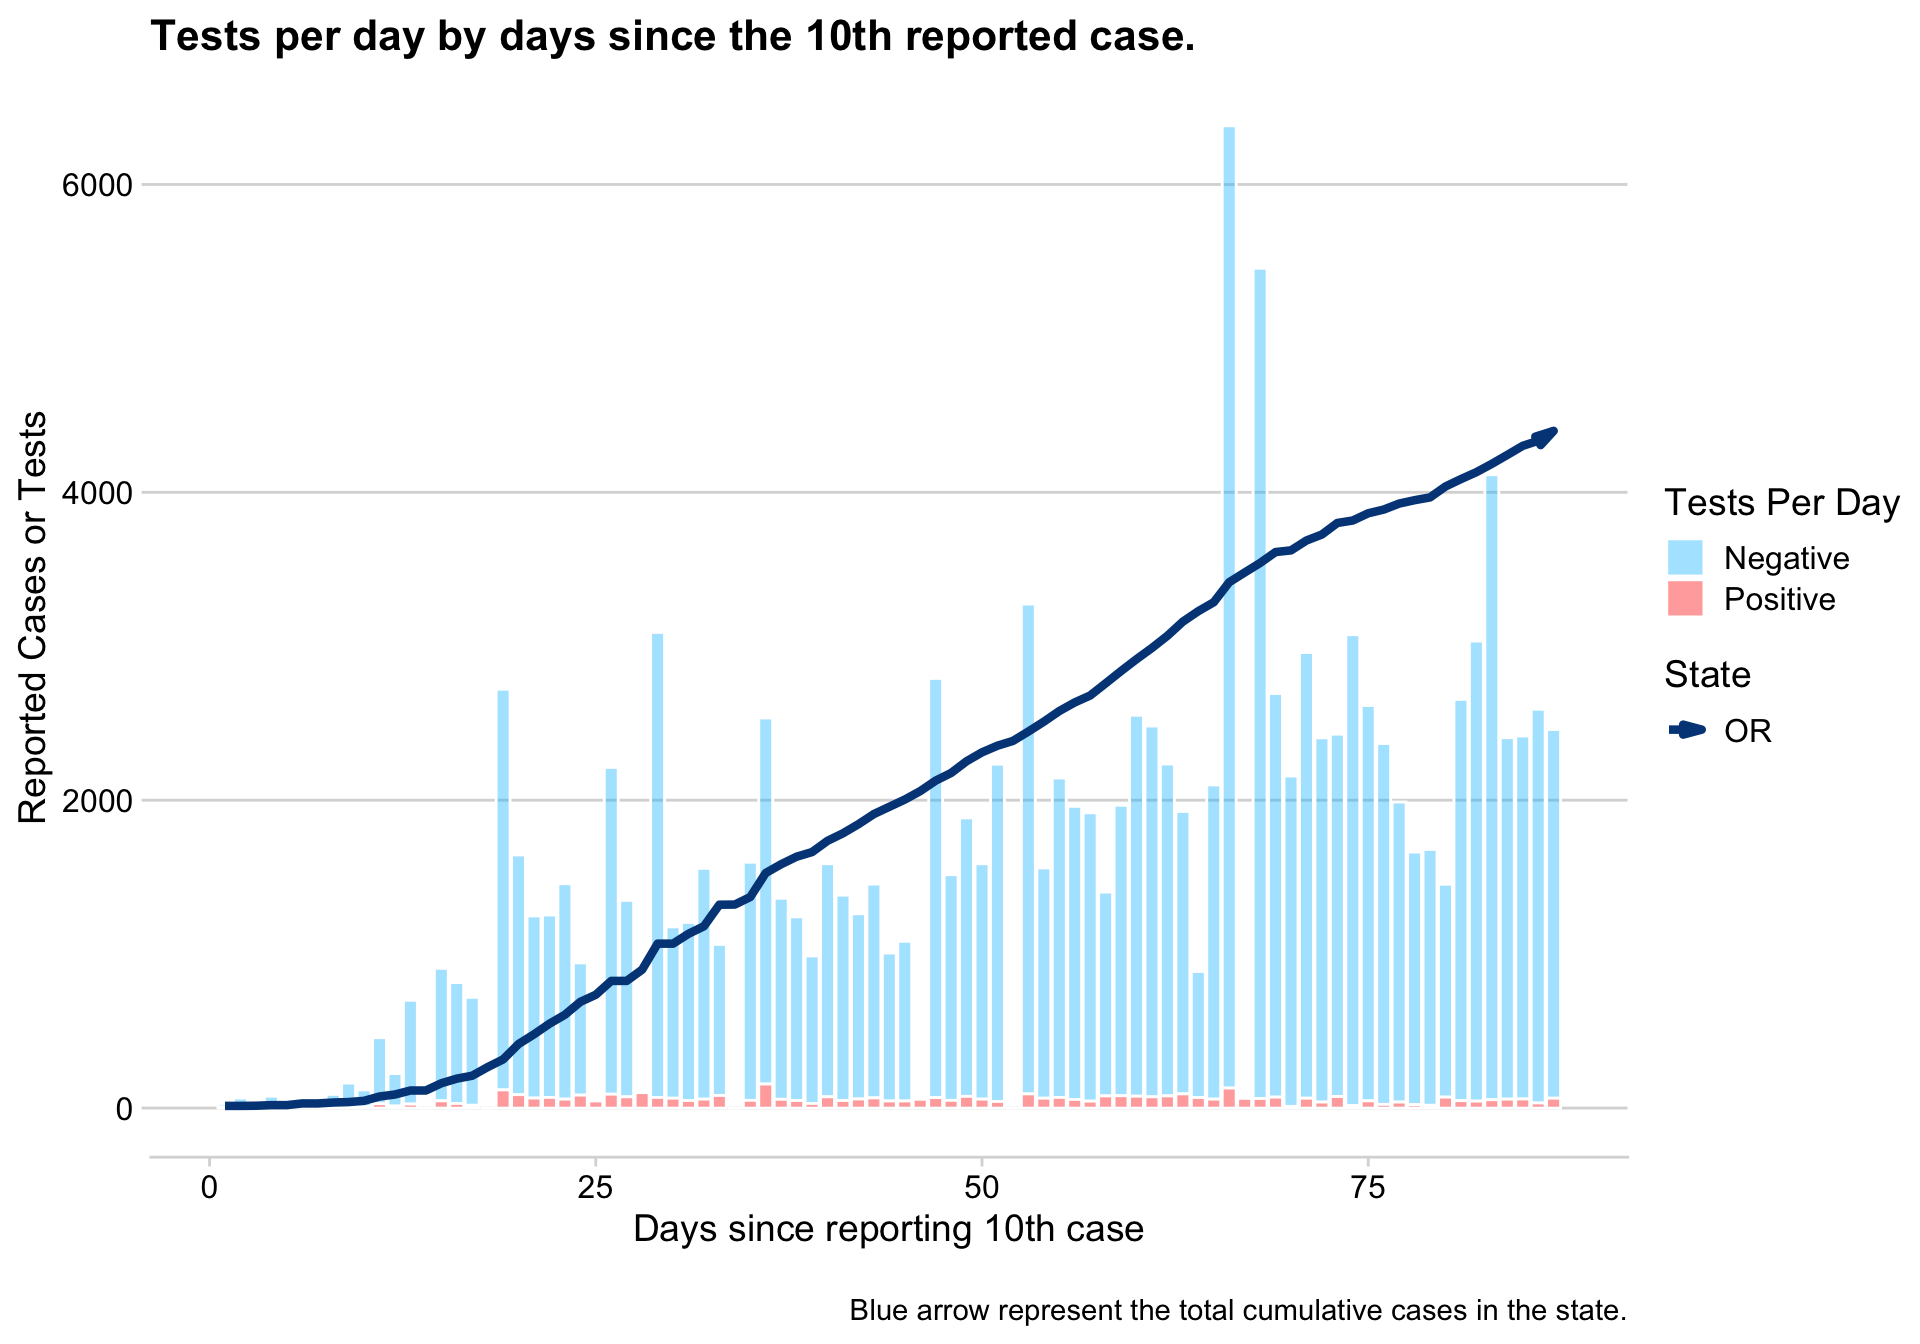 Tests per day by days since the 10th reported case.
Reported Cases or Tests
6000
4000
2000
0
0
25
50
75
Days since reporting 10th case
Tests Per Day
Negative
Positive
State
OR
Blue arrow represent the total cumulative cases in the state.